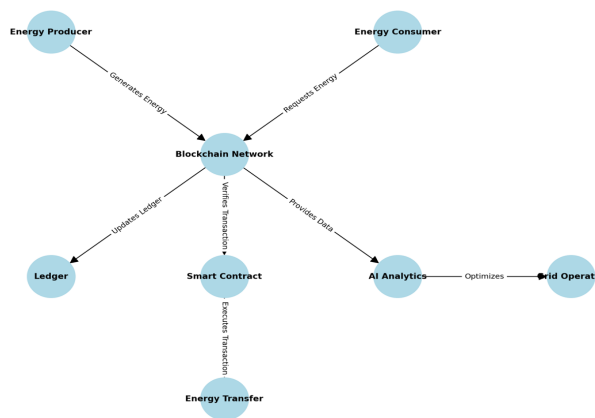 Energy Producer
Energy Consumer
Generates Energy
Requests Energy
Blockchain Network
Updates Ledger
Verifies Transaction
Provides Data
Ledger
Smart Contract
AI Analytics
Optimizes
Grid Operat
Executes Transaction
Energy Transfer